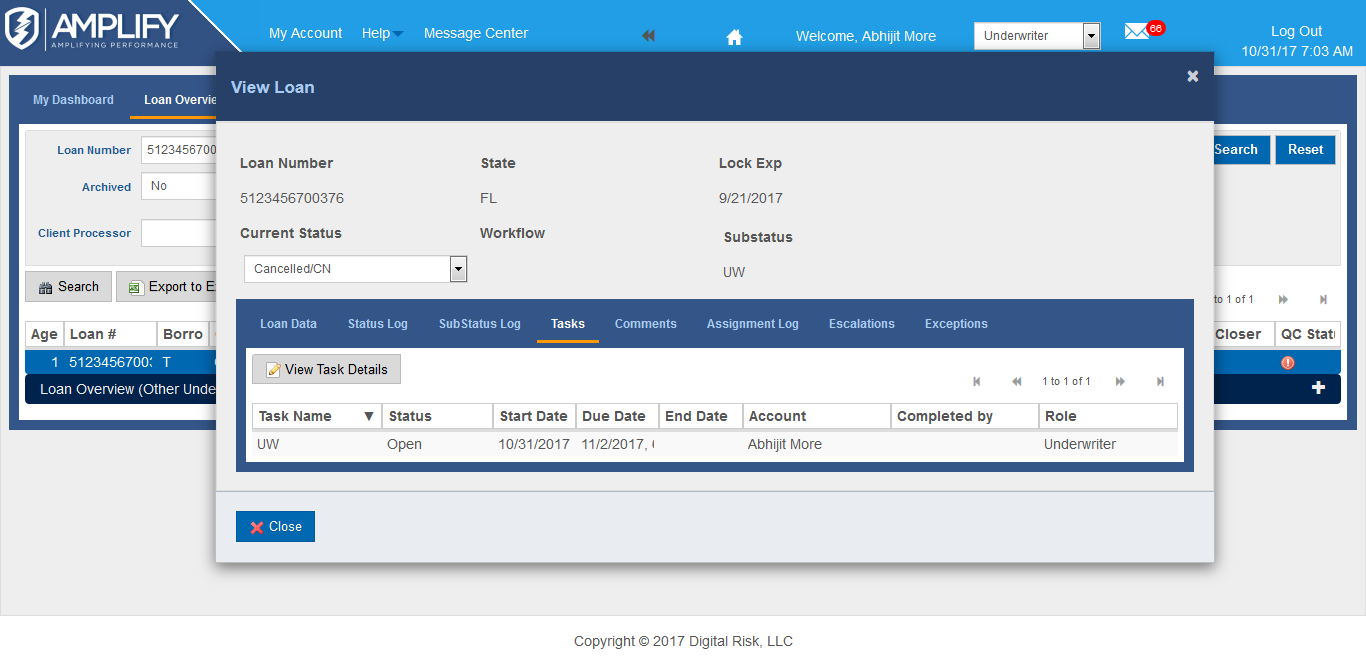 AMPLIFY
AMPLIFYING PERFORMANCE
My Account Help Message Center Welcome, Abhijit More Underwriter 66 Log Out
10/31/17 7:03 AM
My Dashboard Loan Overvie
View Loan
Loan Number 5123456700
Archived No
Client Processor
Search Reset
Search Export to E
to 1 of 1
Age Loan # Borro Closer QC Statu
1 51234567003 T
Loan Overview (Other Unde
Loan Number State Lock Exp
5123456700376 FL 9/21/2017
Current Status Workflow Substatus
Cancelled/CN UW
Loan Data Status Log SubStatus Log Tasks Comments Assignment Log Escalations Exceptions
View Task Details
1 to 1 of 1
Task Name Status Start Date Due Date End Date Account Completed by Role
UW Open 10/31/2017 11/2/2017, Abhijit More Underwriter
Close
Copyright © 2017 Digital Risk, LLC